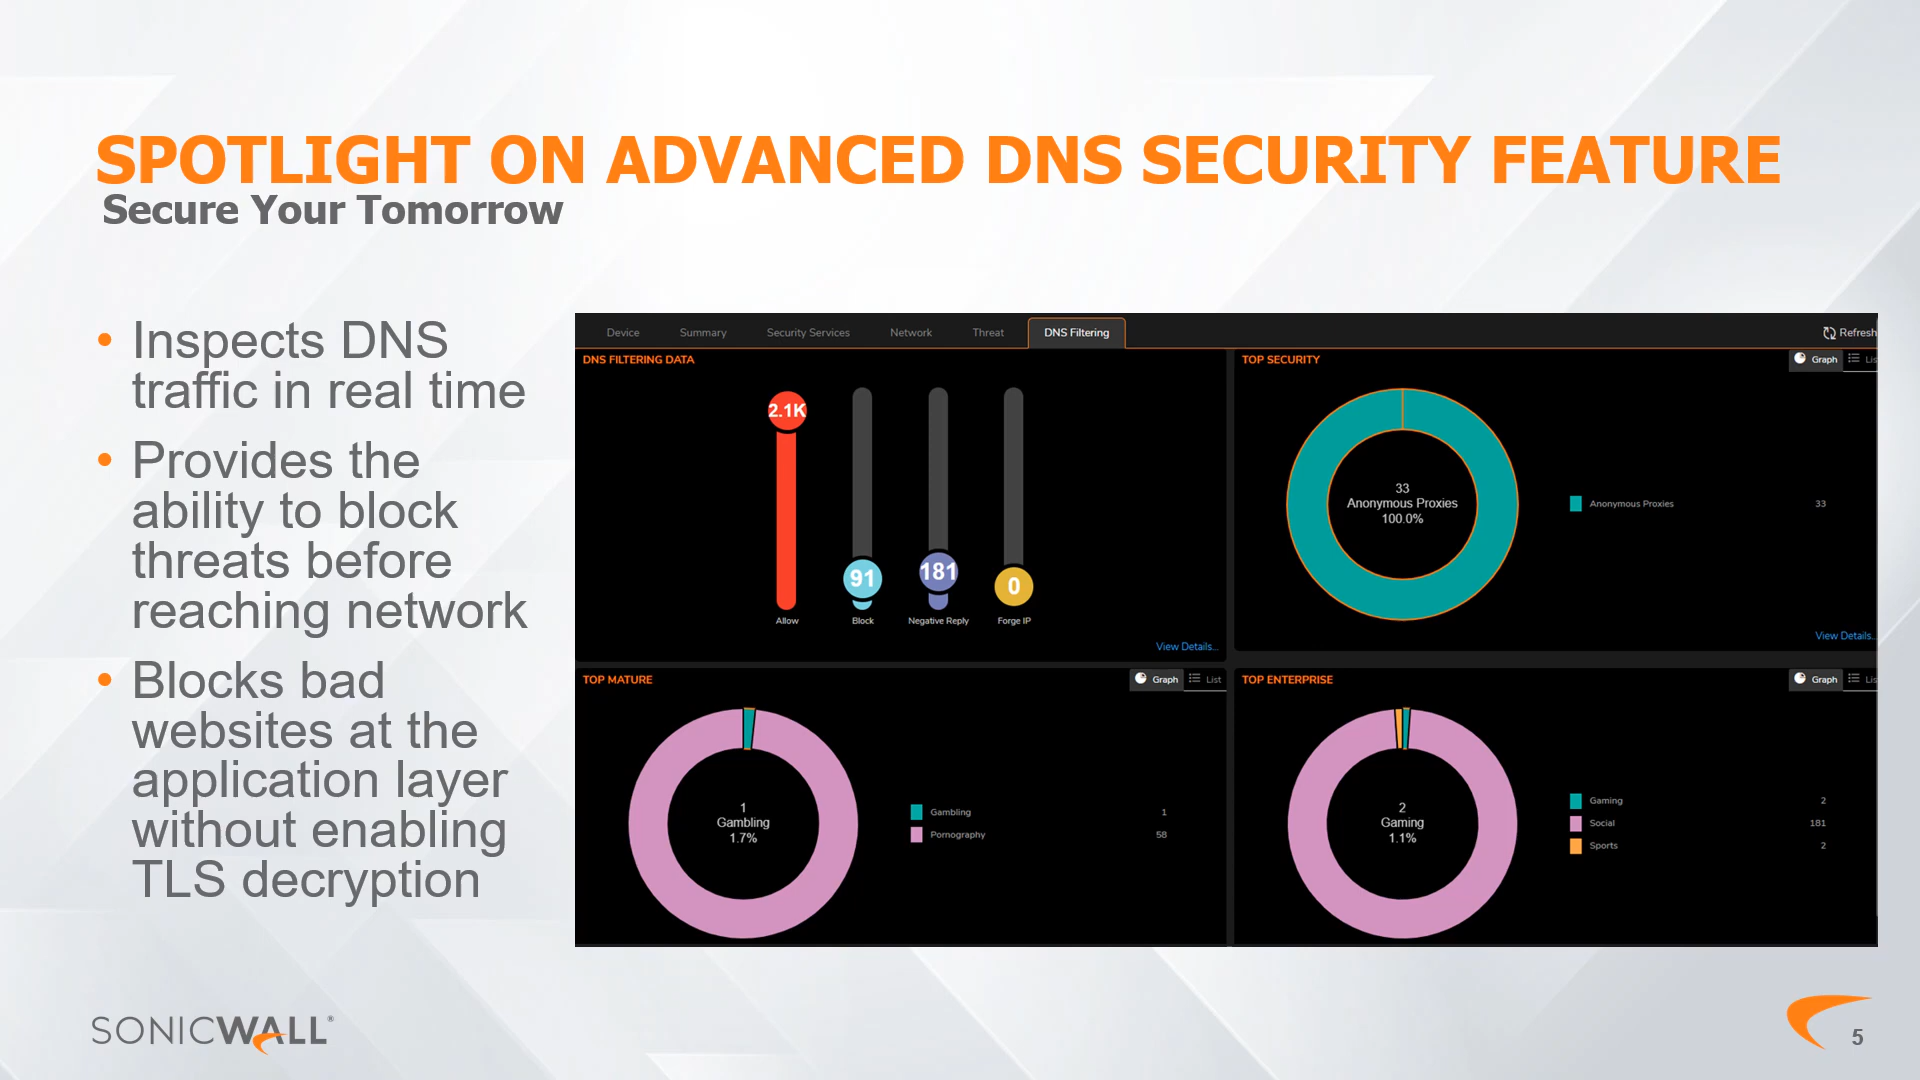 SPOTLIGHT ON ADVANCED DNS SECURITY FEATURE
Secure Your Tomorrow
• Inspects DNS
traffic in real time
• Provides the
ability to block
threats before
reaching network
• Blocks bad
websites at the
application layer
without enabling
TLS decryption
Device Summary Security Services Network Threat DNS Filtering Refresh
DNS FILTERING DATA
2.1K
91
181
0
Allow Block Negative Reply Forge IP
View Details...
TOP SECURITY
Graph Lis
33
Anonymous Proxies
100.0%
Anonymous Proxies 33
View Details...
TOP MATURE
Graph List
1
Gambling
1.7%
Gambling 1
Pornography 58
TOP ENTERPRISE
Graph Lis
2
Gaming
1.1%
Gaming 2
Social 181
Sports 2
SONICWALL®
5